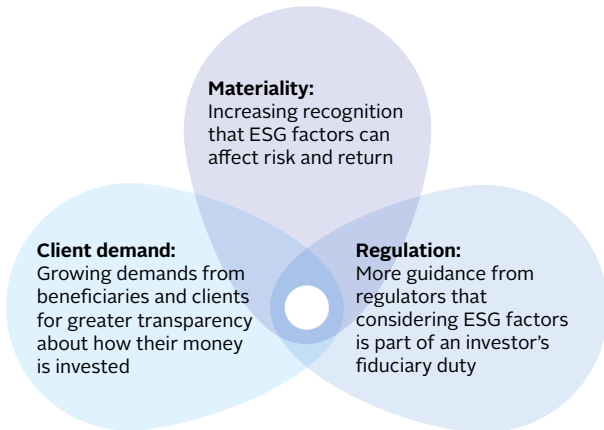 Materiality:
Increasing recognition
that ESG factors can
affect risk and return
Client demand:
Growing demands from
beneficiaries and clients
for greater transparency
about how their money
is invested
Regulation:
More guidance from
regulators that
considering ESG factors
is part of an investor’s
fiduciary duty